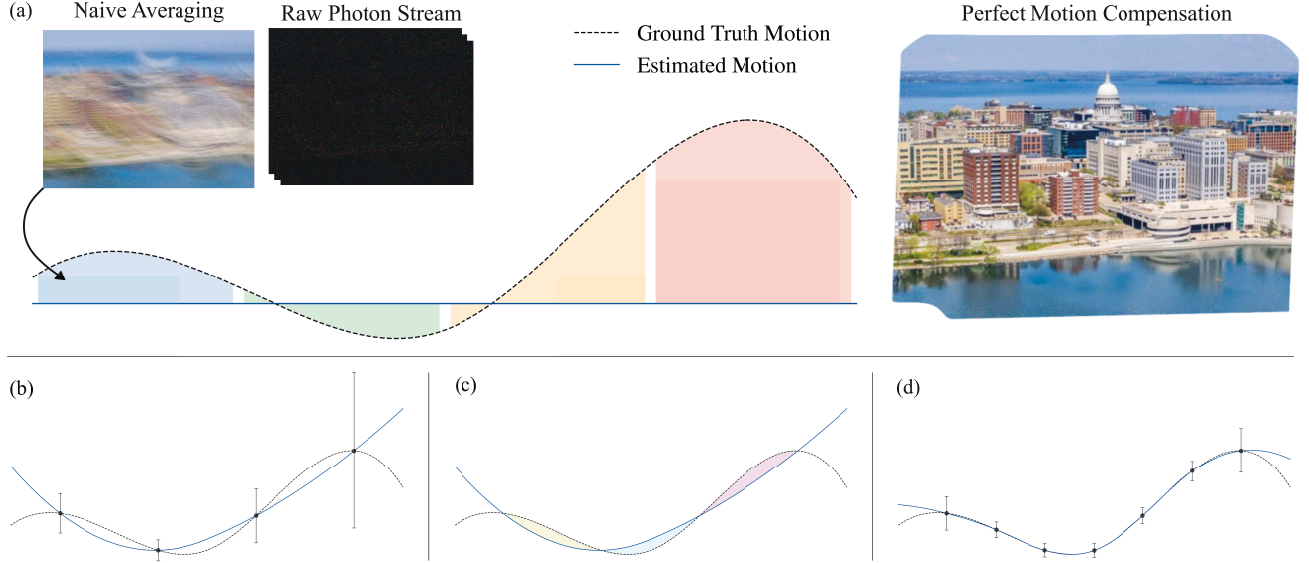 (a)
Naive Averaging
Raw Photon Stream
Ground Truth Motion
Estimated Motion
Perfect Motion Compensation
(b)
(c)
(d)